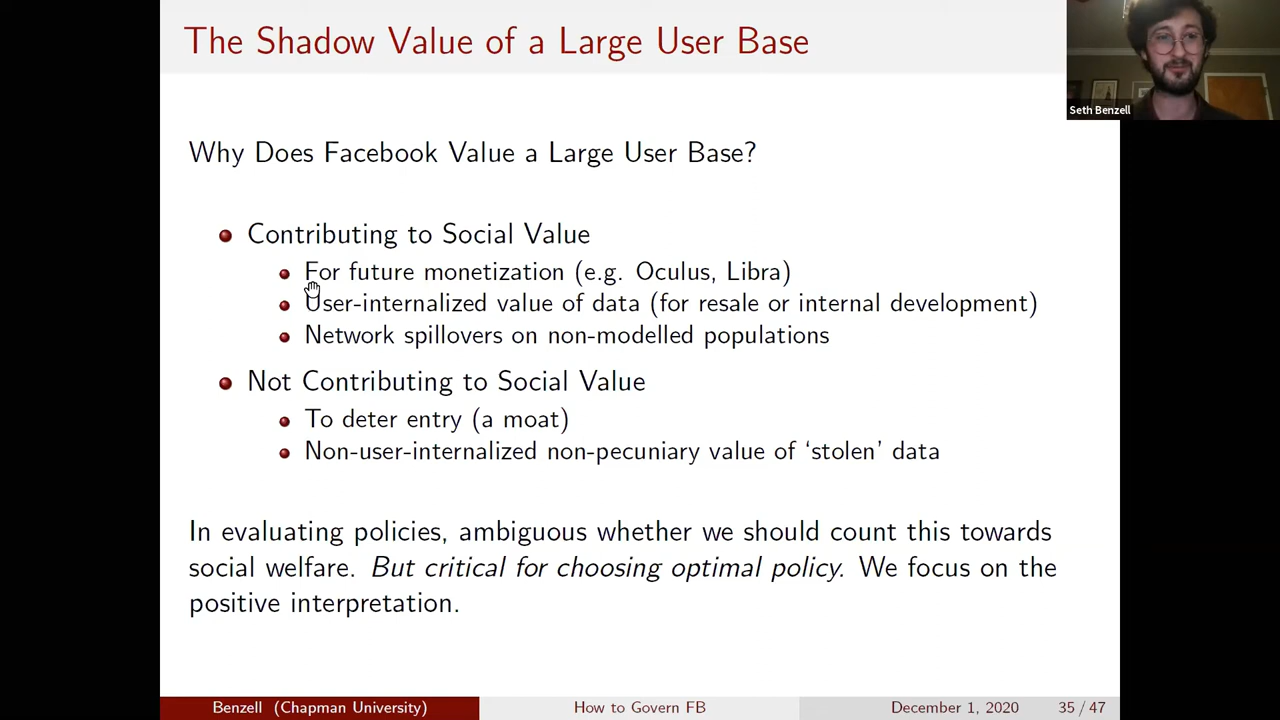 The Shadow Value of a Large User Base
Seth Benzell
Why Does Facebook Value a Large User Base?
Contributing to Social Value
For future monetization (e.g. Oculus, Libra)
User-internalized value of data (for resale or internal development)
Network spillovers on non-modelled populations
Not Contributing to Social Value
To deter entry (a moat)
Non-user-internalized non-pecuniary value of ‘stolen’ data
In evaluating policies, ambiguous whether we should count this towards
social welfare. But critical for choosing optimal policy. We focus on the
positive interpretation.
Benzell (Chapman University) How to Govern FB December 1, 2020 35 / 47